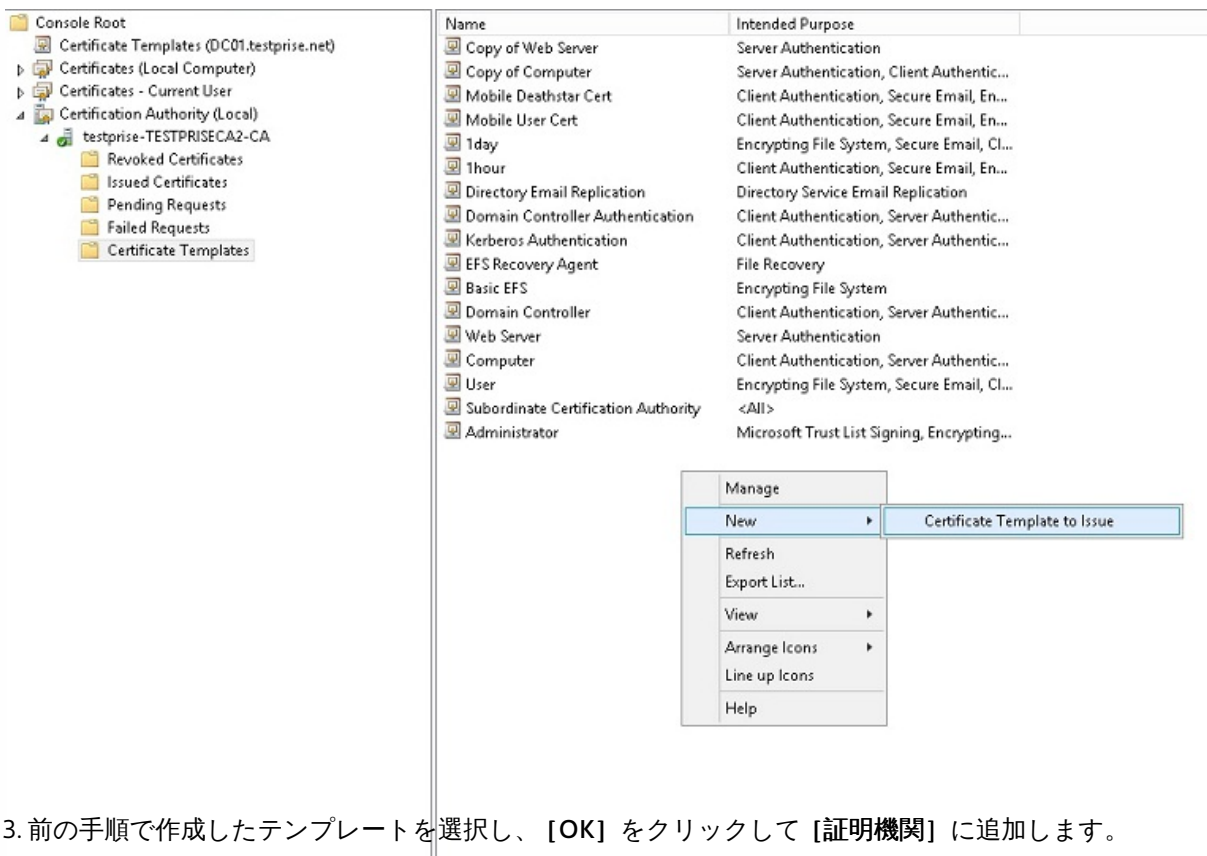 Console Root
Certificate Templates (DC01.testprise.net)
Certificates (Local Computer)
Certificates - Current User
Certification Authority (Local)
testprise-TESTPRISECA2-CA
Revoked Certificates
Issued Certificates
Pending Requests
Failed Requests
Certificate Templates
Name Intended Purpose
Copy of Web Server Server Authentication
Copy of Computer Server Authentication, Client Authentic...
Mobile Deathstar Cert Client Authentication, Secure Email, En...
Mobile User Cert Client Authentication, Secure Email, En...
1day Encrypting File System, Secure Email, Cl...
1hour Client Authentication, Secure Email, En...
Directory Email Replication Directory Service Email Replication
Domain Controller Authentication Client Authentication, Server Authentic...
Kerberos Authentication Client Authentication, Server Authentic...
EFS Recovery Agent File Recovery
Basic EFS Encrypting File System
Domain Controller Client Authentication, Server Authentic...
Web Server Server Authentication
Computer Client Authentication, Server Authentic...
User Encrypting File System, Secure Email, Cl...
Subordinate Certification Authority <All>
Administrator Microsoft Trust List Signing, Encrypting...
Manage
New Certificate Template to Issue
Refresh
Export List...
View
Arrange Icons
Line up Icons
Help
3. 前の手順で作成したテンプレートを選択し、[OK] をクリックして [証明機関] に追加します。